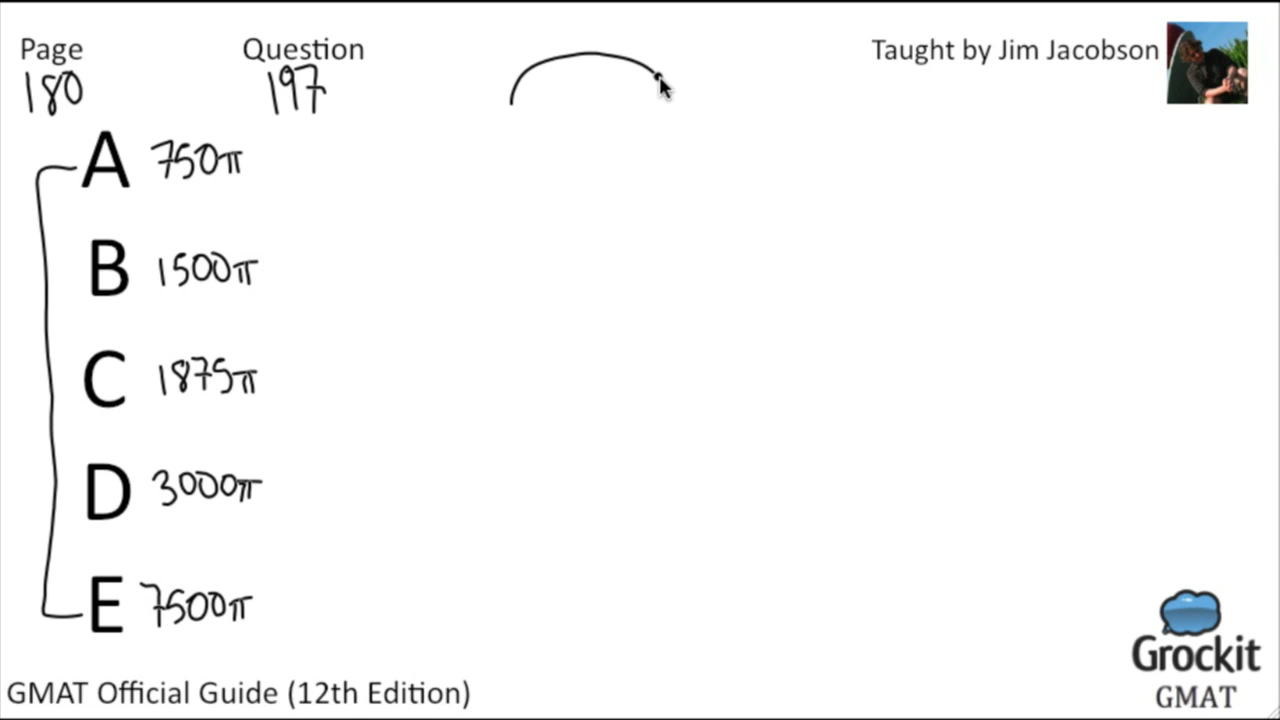 Page
Question
Taught by Jim Jacobson
180
197
A 750π
B 1500π
C 1875π
D 3000π
E 7500π
Grockit
GMAT
GMAT Official Guide (12th Edition)